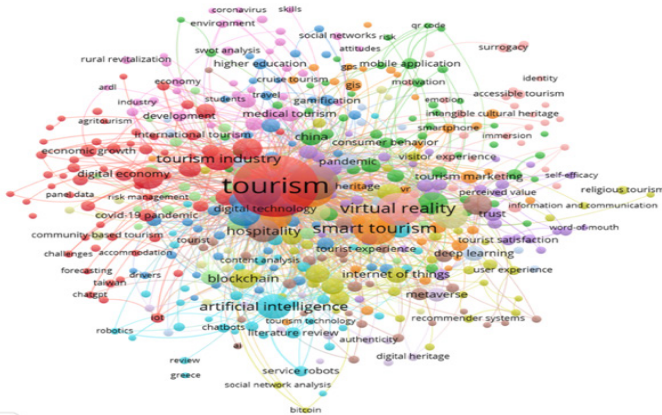 coronavirus
skills
environment
qr code
social networks
risk
swot analysis
attitudes
surrogacy
rural revitalization
higher education
gps
mobile application
cruise tourism
identity
ardl
economy
travel
gis
motivation
accessible tourism
industry
students
gamification
emotion
agritourism
development
medical tourism
smartphone
intangible cultural heritage
international tourism
china
consumer behavior
immersion
economic growth
tourism industry
pandemic
visitor experience
digital economy
tourism marketing
self-efficacy
tourism
heritage
vr
religious tourism
panel data
risk management
perceived value
covid-19 pandemic
digital technology
virtual reality
trust
information and communication
community based tourism
tourist
hospitality
smart tourism
word-of-mouth
tourist satisfaction
challenges
accommodation
tourist experience
deep learning
content analysis
forecasting
drivers
blockchain
internet of things
user experience
taiwan
chatgpt
metaverse
artificial intelligence
iot
tourism technology
recommender systems
robotics
chatbots
literature review
authenticity
ai
digital heritage
review
greece
service robots
social network analysis
bitcoin